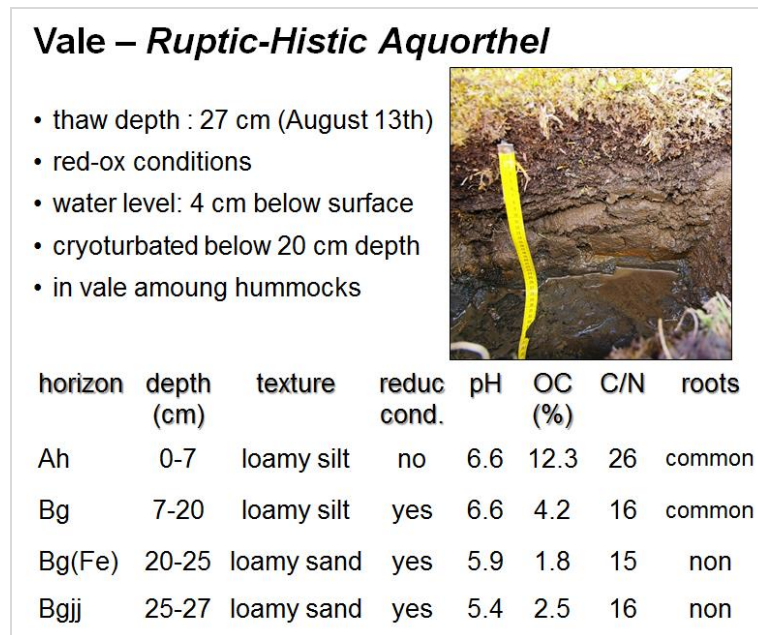 Vale – Ruptic-Histic Aquorthel
• thaw depth : 27 cm (August 13th)
• red-ox conditions
• water level: 4 cm below surface
• cryoturbated below 20 cm depth
• in vale amoung hummocks
horizon depth (cm) texture reduc cond. pH OC (%) C/N roots
Ah 0-7 loamy silt no 6.6 12.3 26 common
Bg 7-20 loamy silt yes 6.6 4.2 16 common
Bg(Fe) 20-25 loamy sand yes 5.9 1.8 15 non
Bgjj 25-27 loamy sand yes 5.4 2.5 16 non